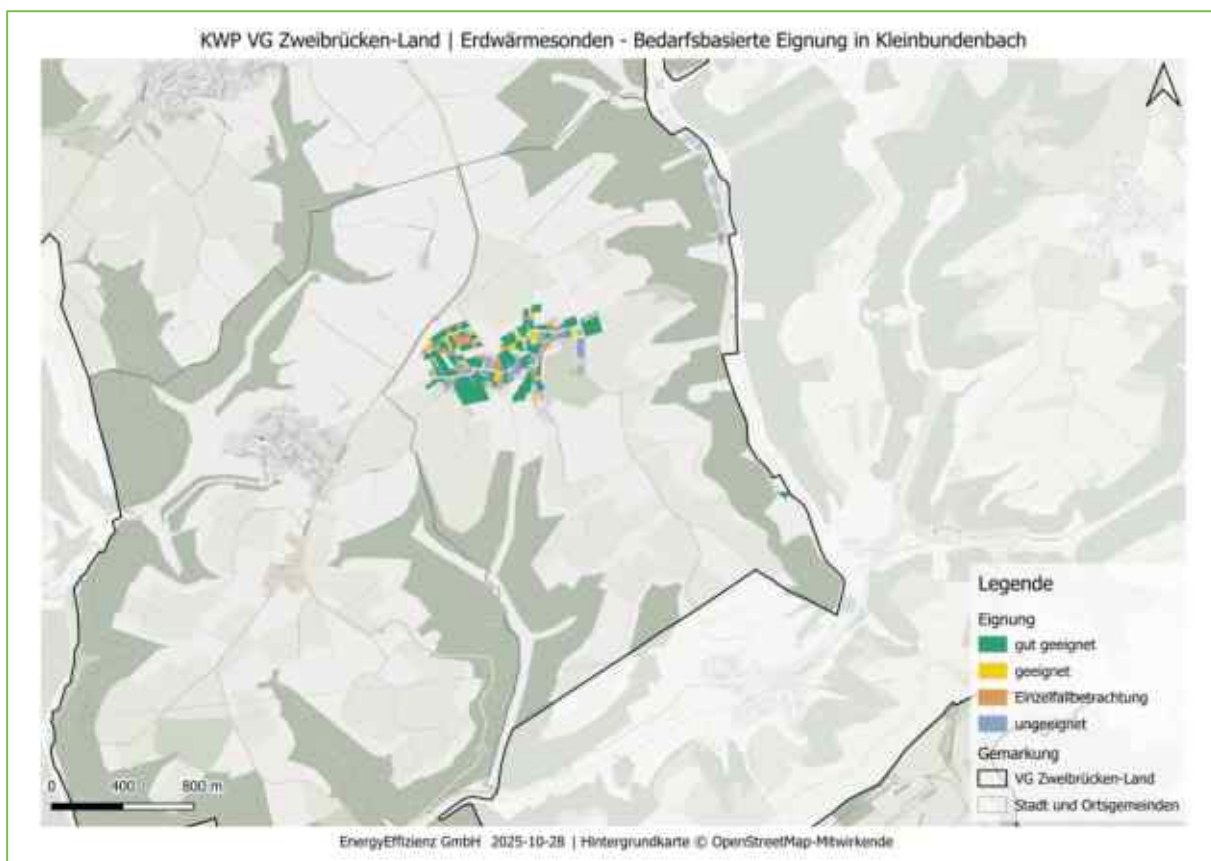 KWP VG Zweibrücken-Land | Erdwärmesonden - Bedarfsbasierte Eignung in Kleinbundenbach
Legende
Eignung
gut geeignet
geeignet
Einzelfallbetrachtung
ungeeignet
Gemarkung
VG Zweibrücken-Land
Stadt und Ortsgemeinden
0 400 800 m
EnergyEffizienz GmbH 2025-10-28 | Hintergrundkarte © OpenStreetMap-Mitwirkende